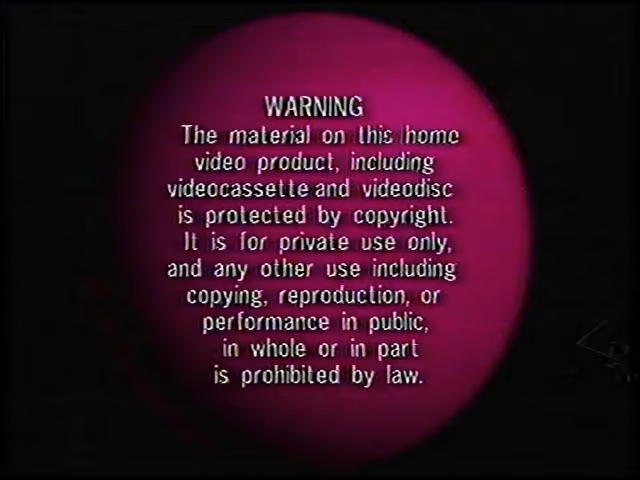 WARNING
The material on this home
video product, including
videocassette and videodisc
is protected by copyright.
It is for private use only,
and any other use including
copying, reproduction, or
performance in public,
in whole or in part
is prohibited by law.